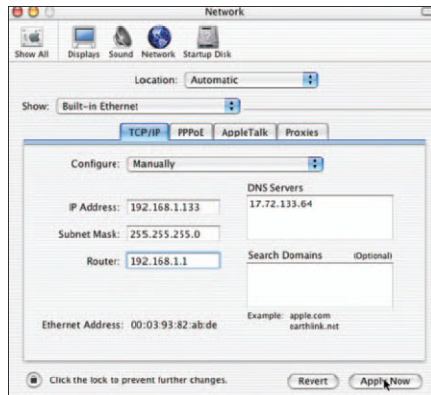 Network
Show All Displays Sound Network Startup Disk
Location: Automatic
Show: Built-in Ethernet
TCP/IP PPPoE AppleTalk Proxies
Configure: Manually
DNS Servers
IP Address: 192.168.1.133 17.72.133.64
Subnet Mask: 255.255.255.0
Router: 192.168.1.1 Search Domains (Optional)
Ethernet Address: 00:03:93:82:ab:de Example: apple.com
earthlink.net
Click the lock to prevent further changes. Revert Apply Now